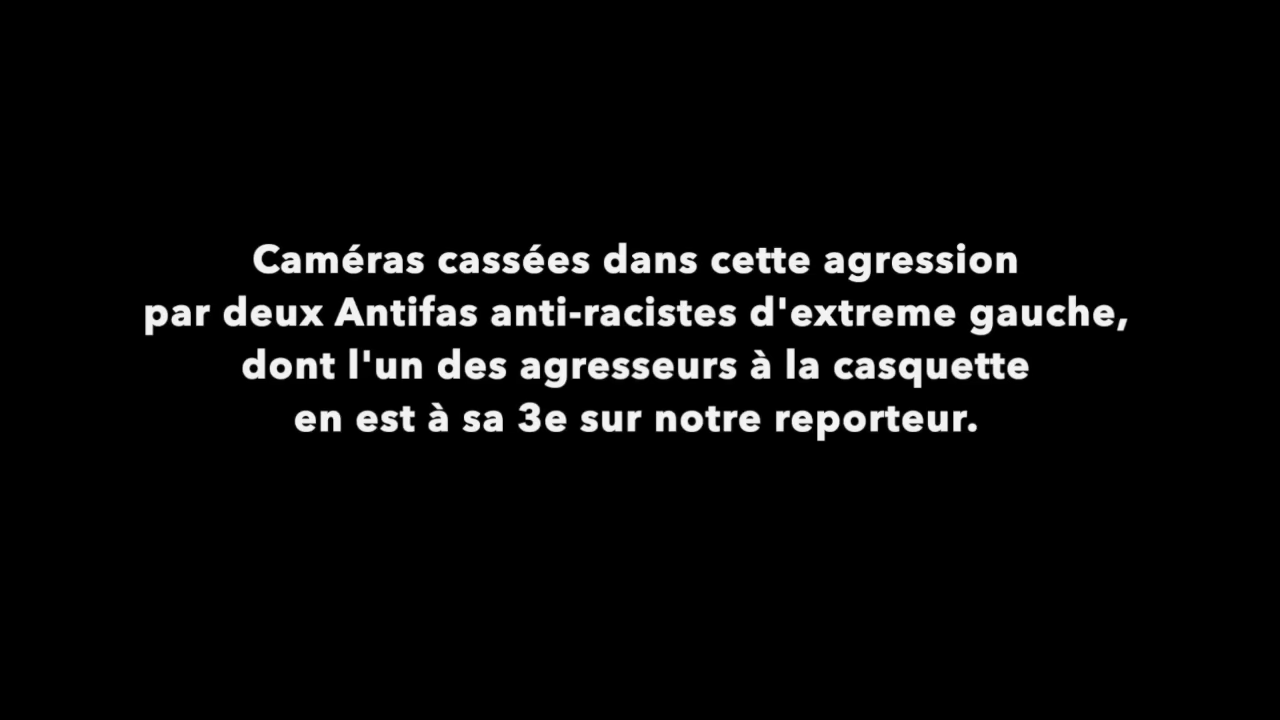 Caméras cassées dans cette agression
par deux Antifas anti-racistes d'extreme gauche,
dont l'un des agresseurs à la casquette
en est à sa 3e sur notre reporteur.